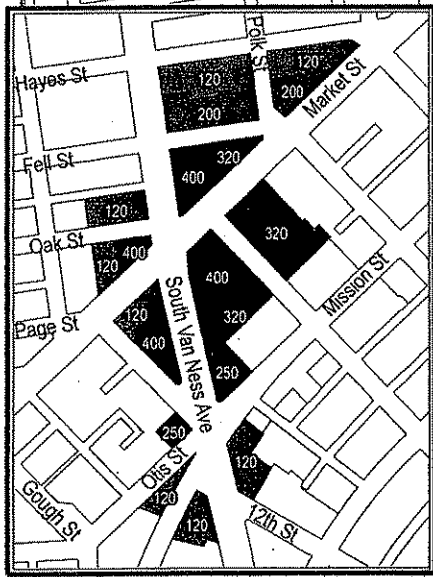 Polk St
120
120
Hayes St
200
200
Market St
320
Fell St
400
120
320
Oak St
400
120
400
Mission St
South Van Ness Ave
120
320
Page St
400
250
250
Otis St
120
120
Gough St
120
12th St